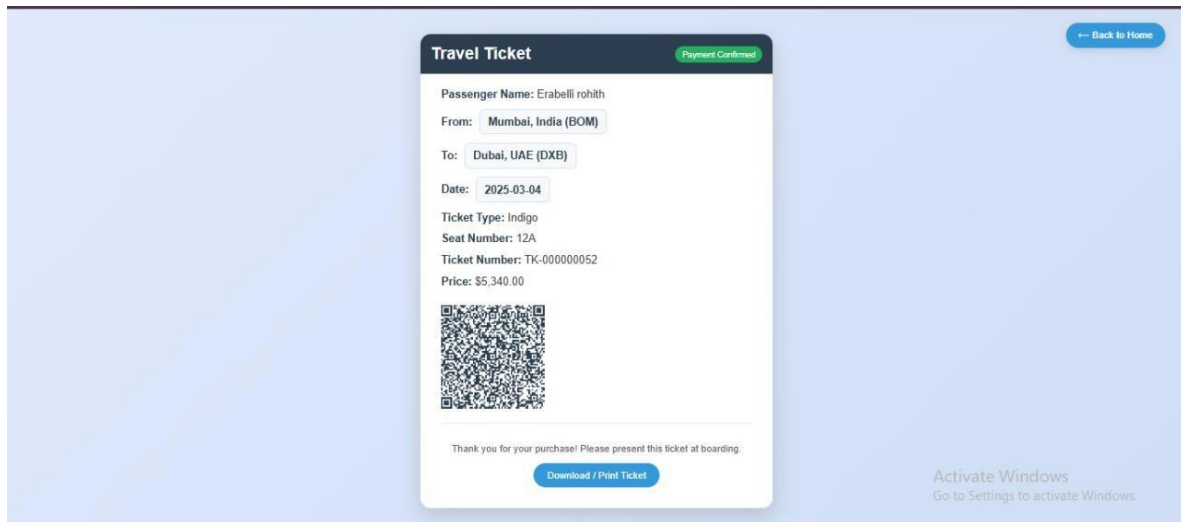 ← Back to Home
Travel Ticket
Payment Confirmed
Passenger Name: Erabelli rohith
From: Mumbai, India (BOM)
To: Dubai, UAE (DXB)
Date: 2025-03-04
Ticket Type: Indigo
Seat Number: 12A
Ticket Number: TK-000000052
Price: $5,340.00
Thank you for your purchase! Please present this ticket at boarding.
Download / Print Ticket
Activate Windows
Go to Settings to activate Windows.